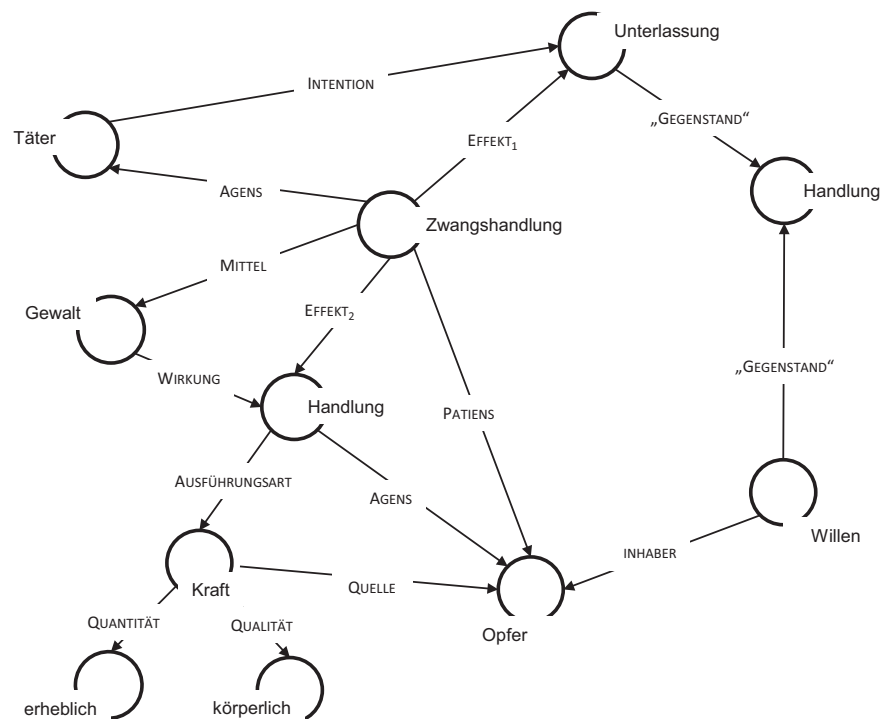 Unterlassung
INTENTION
„GEGENSTAND“
Täter
EFFEKT1
AGENS
Handlung
Zwangshandlung
MITTEL
Gewalt
EFFEKT2
„GEGENSTAND“
WIRKUNG
Handlung
PATIENS
AUSFÜHRUNGSART
AGENS
Willen
INHABER
Kraft
QUELLE
QUANTITÄT
QUALITÄT
Opfer
erheblich
körperlich